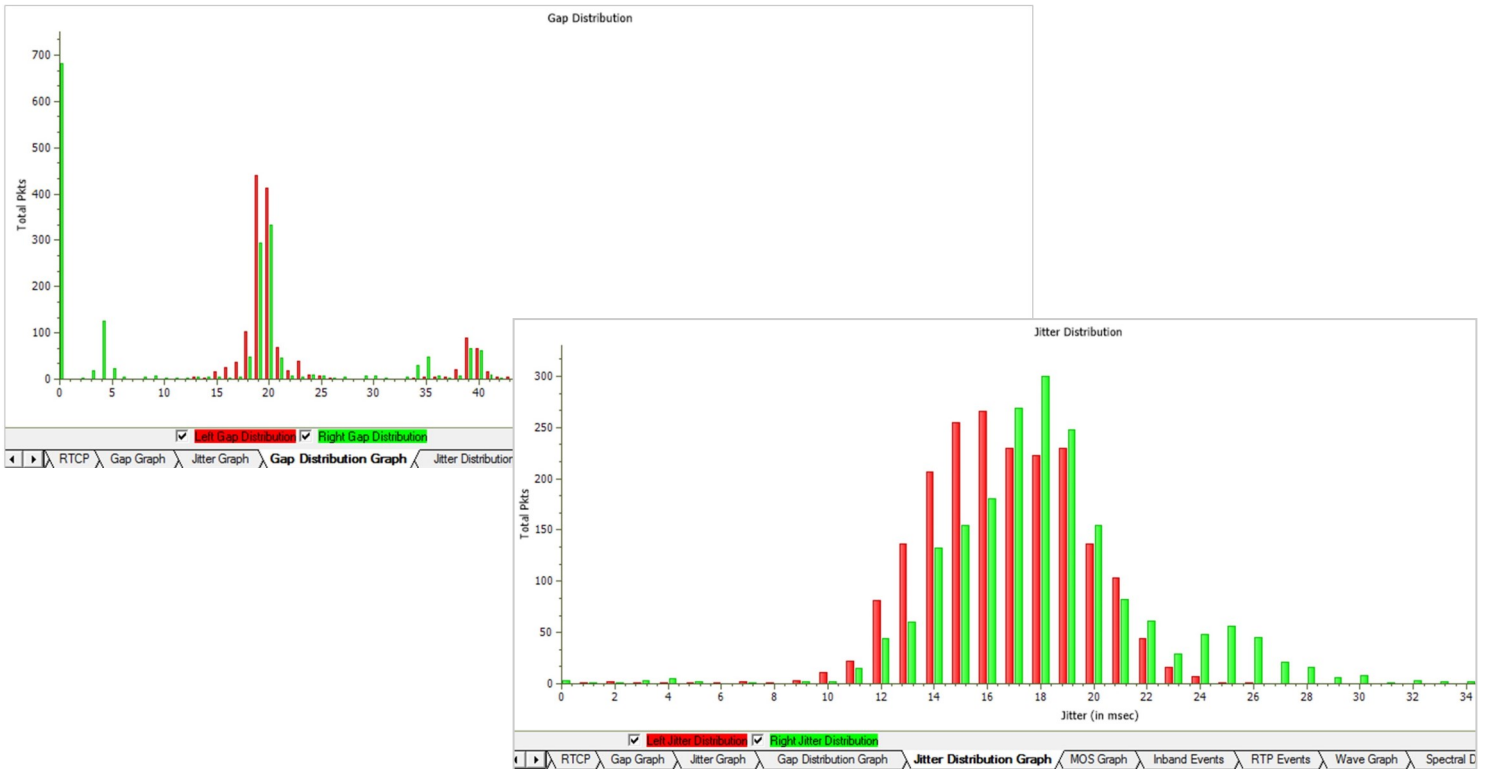 Gap Distribution
Total Pkts
700
600
500
400
300
200
100
0
0 5 10 15 20 25 30 35 40
Left Gap Distribution Right Gap Distribution
RTCP Gap Graph Jitter Graph Gap Distribution Graph Jitter Distribution
Jitter Distribution
Total Pkts
300
250
200
150
100
50
0
0 2 4 6 8 10 12 14 16 18 20 22 24 26 28 30 32 34
Jitter (in msec)
Left Jitter Distribution Right Jitter Distribution
RTCP Gap Graph Jitter Graph Gap Distribution Graph Jitter Distribution Graph MOS Graph Inband Events RTP Events Wave Graph Spectral D